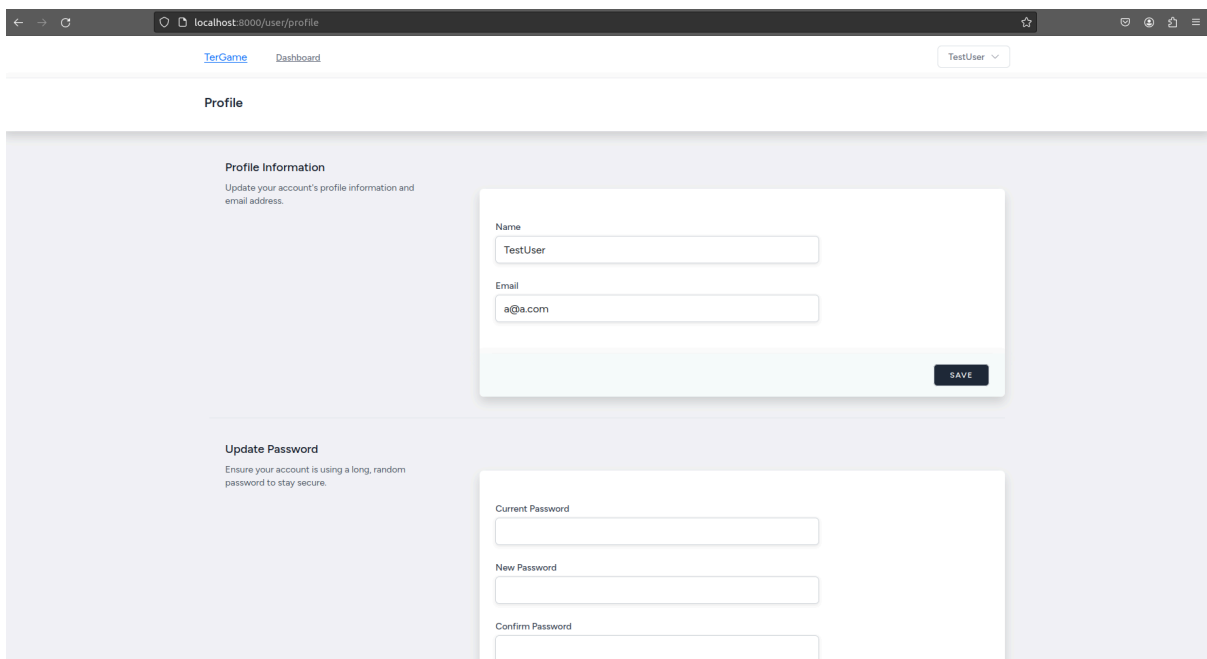 localhost:8000/user/profile
TerGame
Dashboard
TestUser
Profile
Profile Information
Update your account's profile information and
email address.
Name
TestUser
Email
a@a.com
SAVE
Update Password
Ensure your account is using a long, random
password to stay secure.
Current Password
New Password
Confirm Password